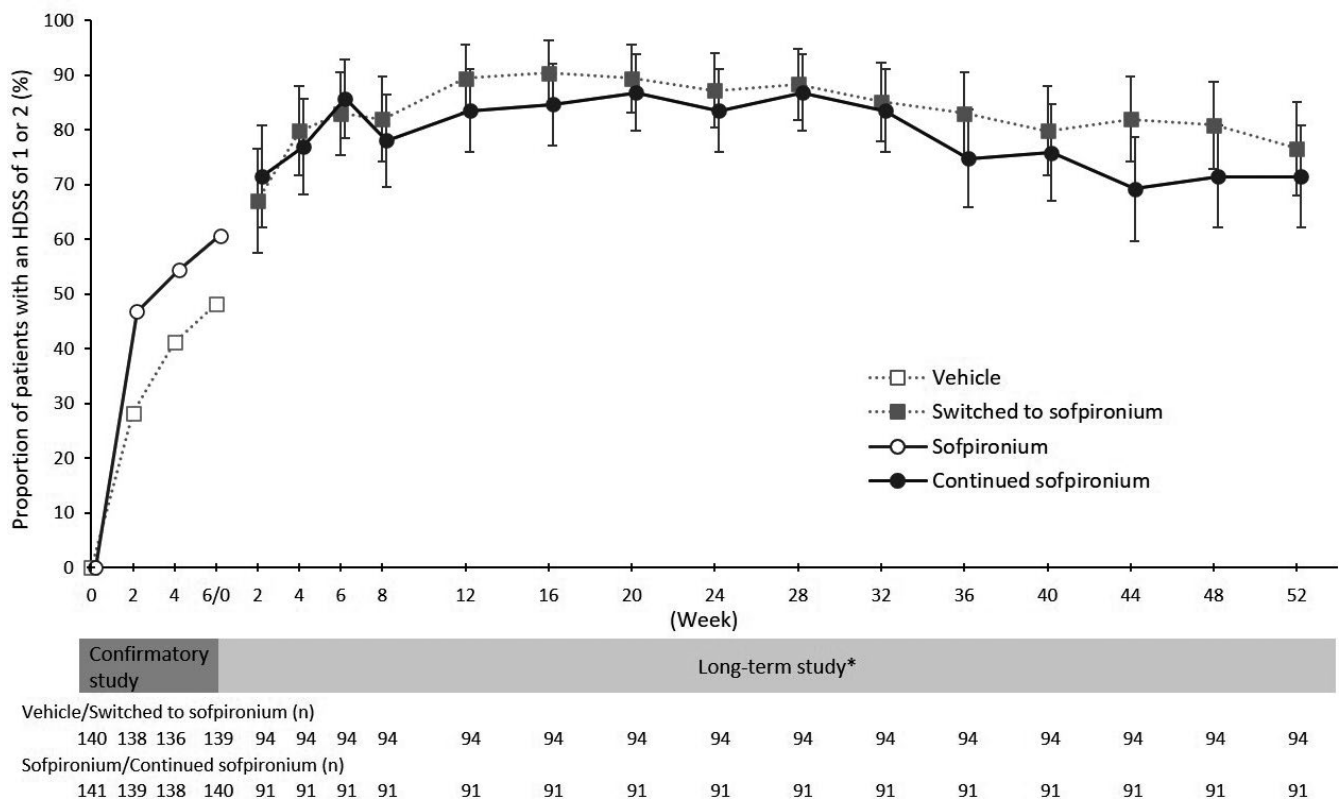 Proportion of patients with an HDSS of 1 or 2 (%)
100
90
80
70
60
50
40
30
20
10
0
Vehicle
Switched to sofpironium
Sofpironium
Continued sofpironium
0 2 4 6/0 2 4 6 8 12 16 20 24 28 32 36 40 44 48 52
(Week)
Confirmatory
study
Long-term study*
Vehicle/Switched to sofpironium (n)
140 138 136 139 94 94 94 94 94 94 94 94 94 94 94 94 94 94 94
Sofpironium/Continued sofpironium (n)
141 139 138 140 91 91 91 91 91 91 91 91 91 91 91 91 91 91 91